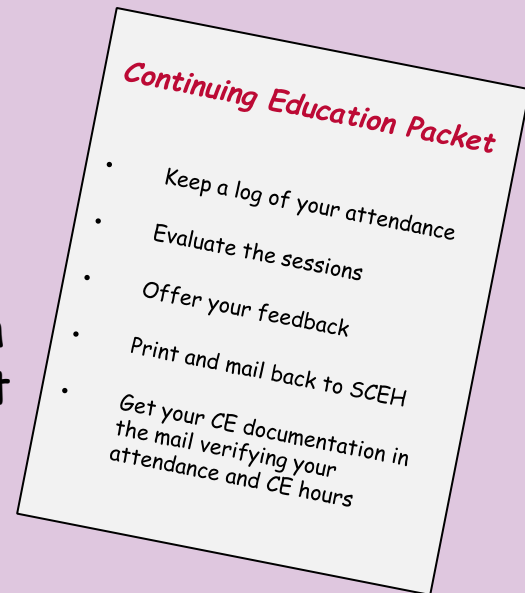 Continuing Education Packet
• Keep a log of your attendance
• Evaluate the sessions
• Offer your feedback
• Print and mail back to SCEH
• Get your CE documentation in
the mail verifying your
attendance and CE hours